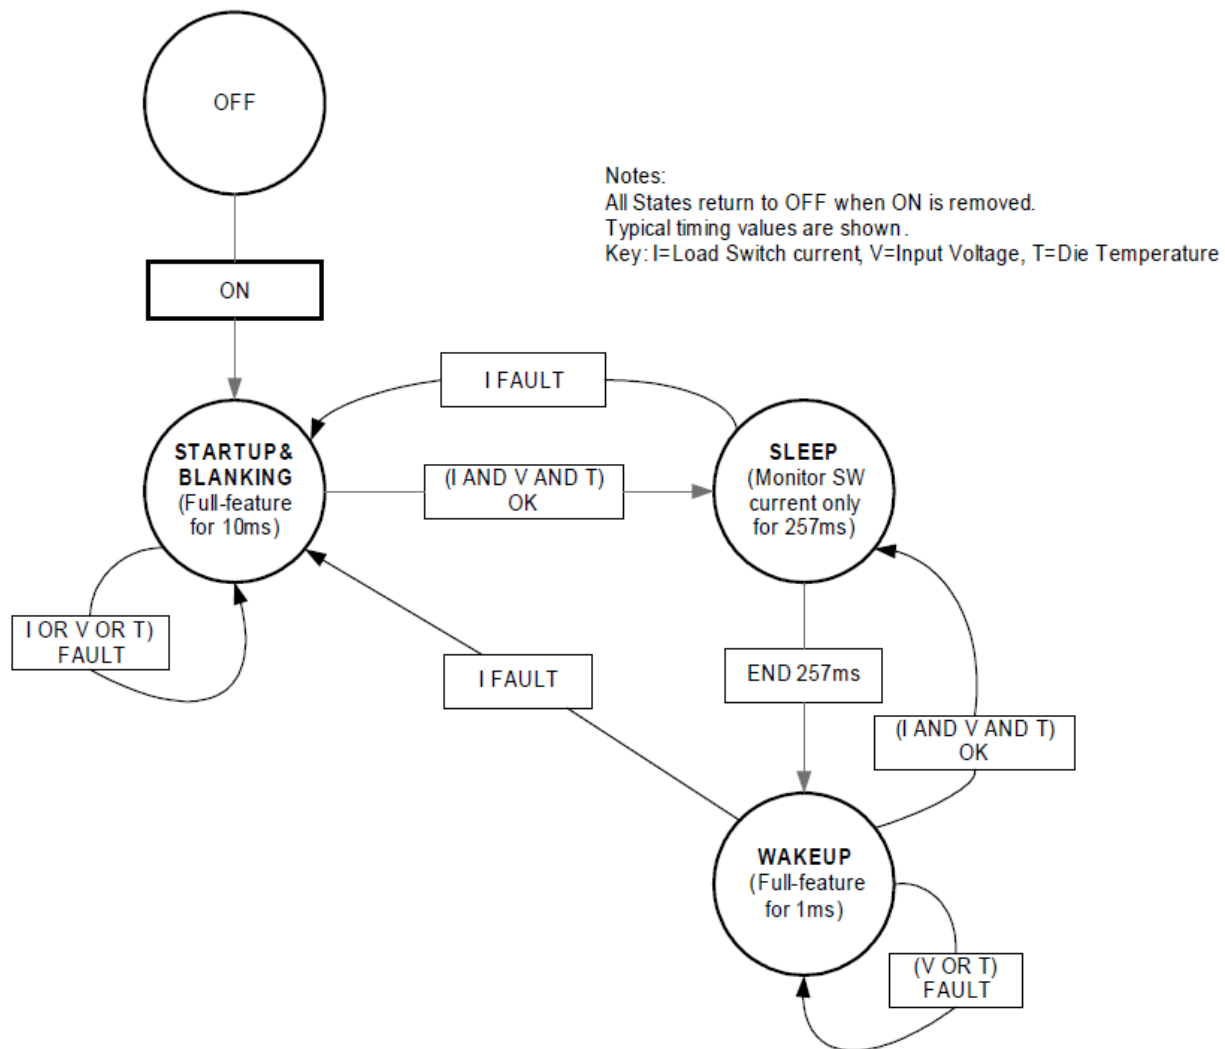 OFF
Notes:
All States return to OFF when ON is removed.
Typical timing values are shown.
Key: I=Load Switch current, V=Input Voltage, T=Die Temperature
ON
I FAULT
STARTUP&
BLANKING
(Full-feature
for 10ms)
(I AND V AND T)
OK
SLEEP
(Monitor SW
current only
for 257ms)
I OR V OR T)
FAULT
I FAULT
END 257ms
(I AND V AND T)
OK
WAKEUP
(Full-feature
for 1ms)
(V OR T)
FAULT